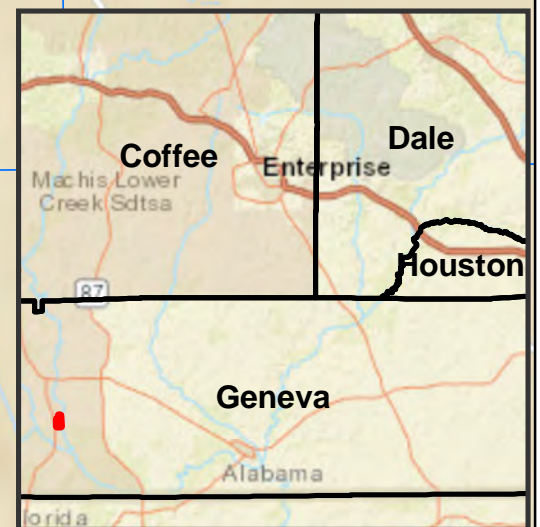 Dale
Coffee
Enterprise
Machis Lower
Creek Sdtsa
Houston
87
Geneva
Alabama
lorida